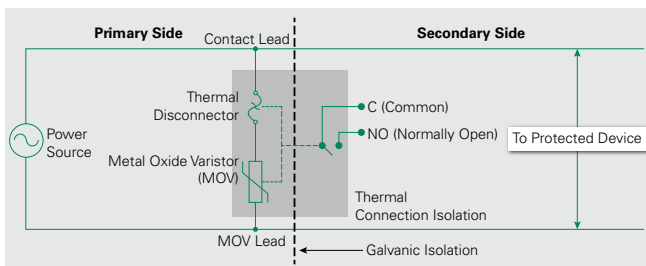 Primary Side
Secondary Side
Contact Lead
Thermal
Disconnector
C (Common)
NO (Normally Open)
To Protected Device
Power
Source
Metal Oxide Varistor
(MOV)
Thermal
Connection Isolation
MOV Lead
Galvanic Isolation